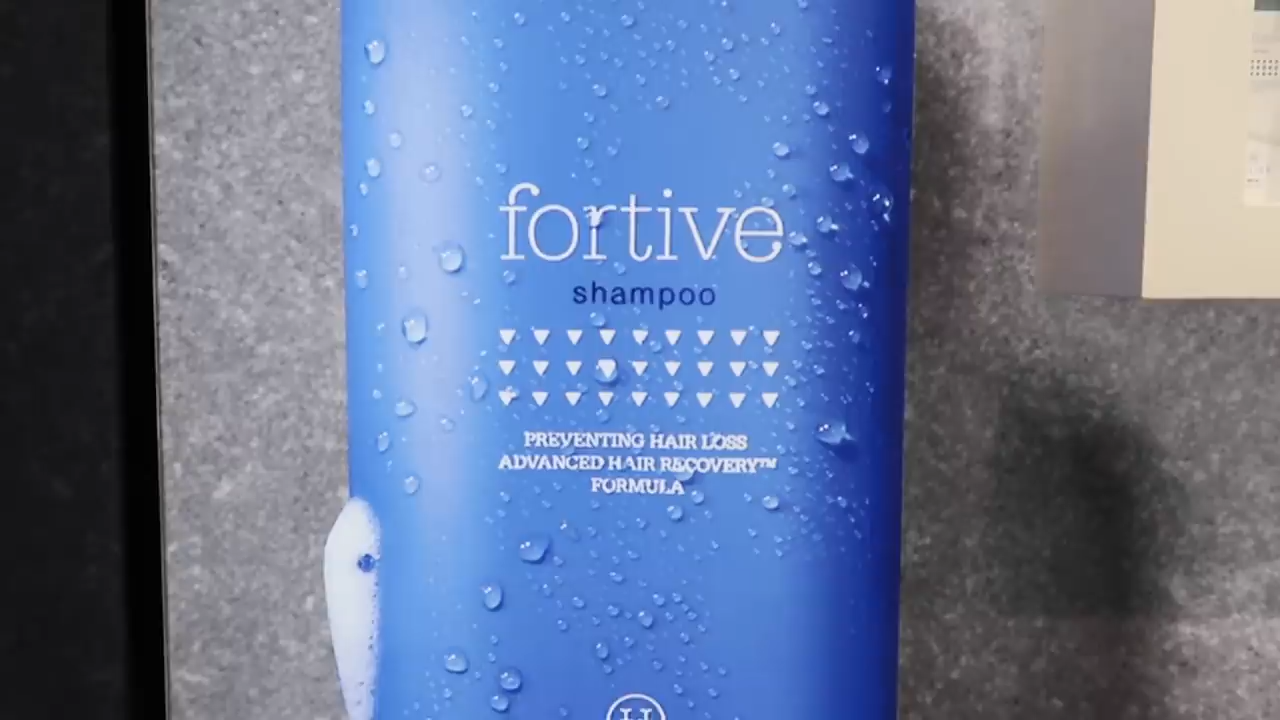 fortive
shampoo
PREVENTING HAIR LOSS
ADVANCED HAIR RECOVERY™
FORMULA
H